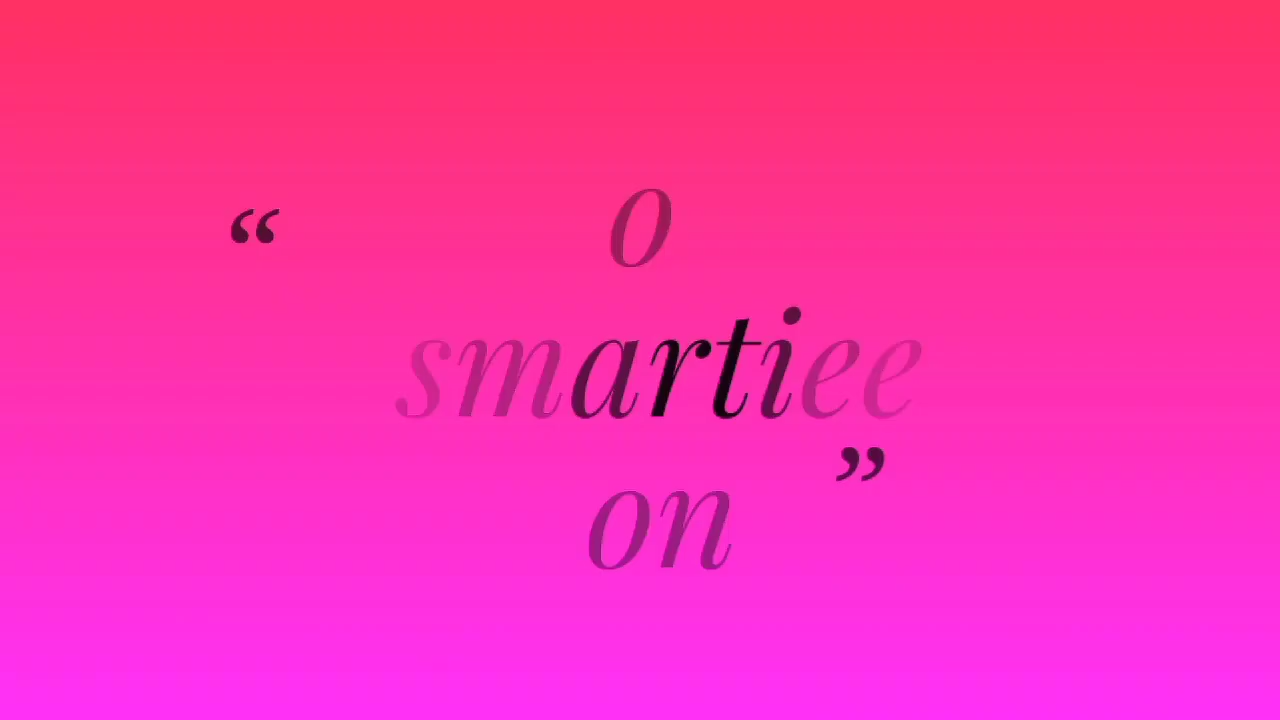 “ o
smartiee
on ”